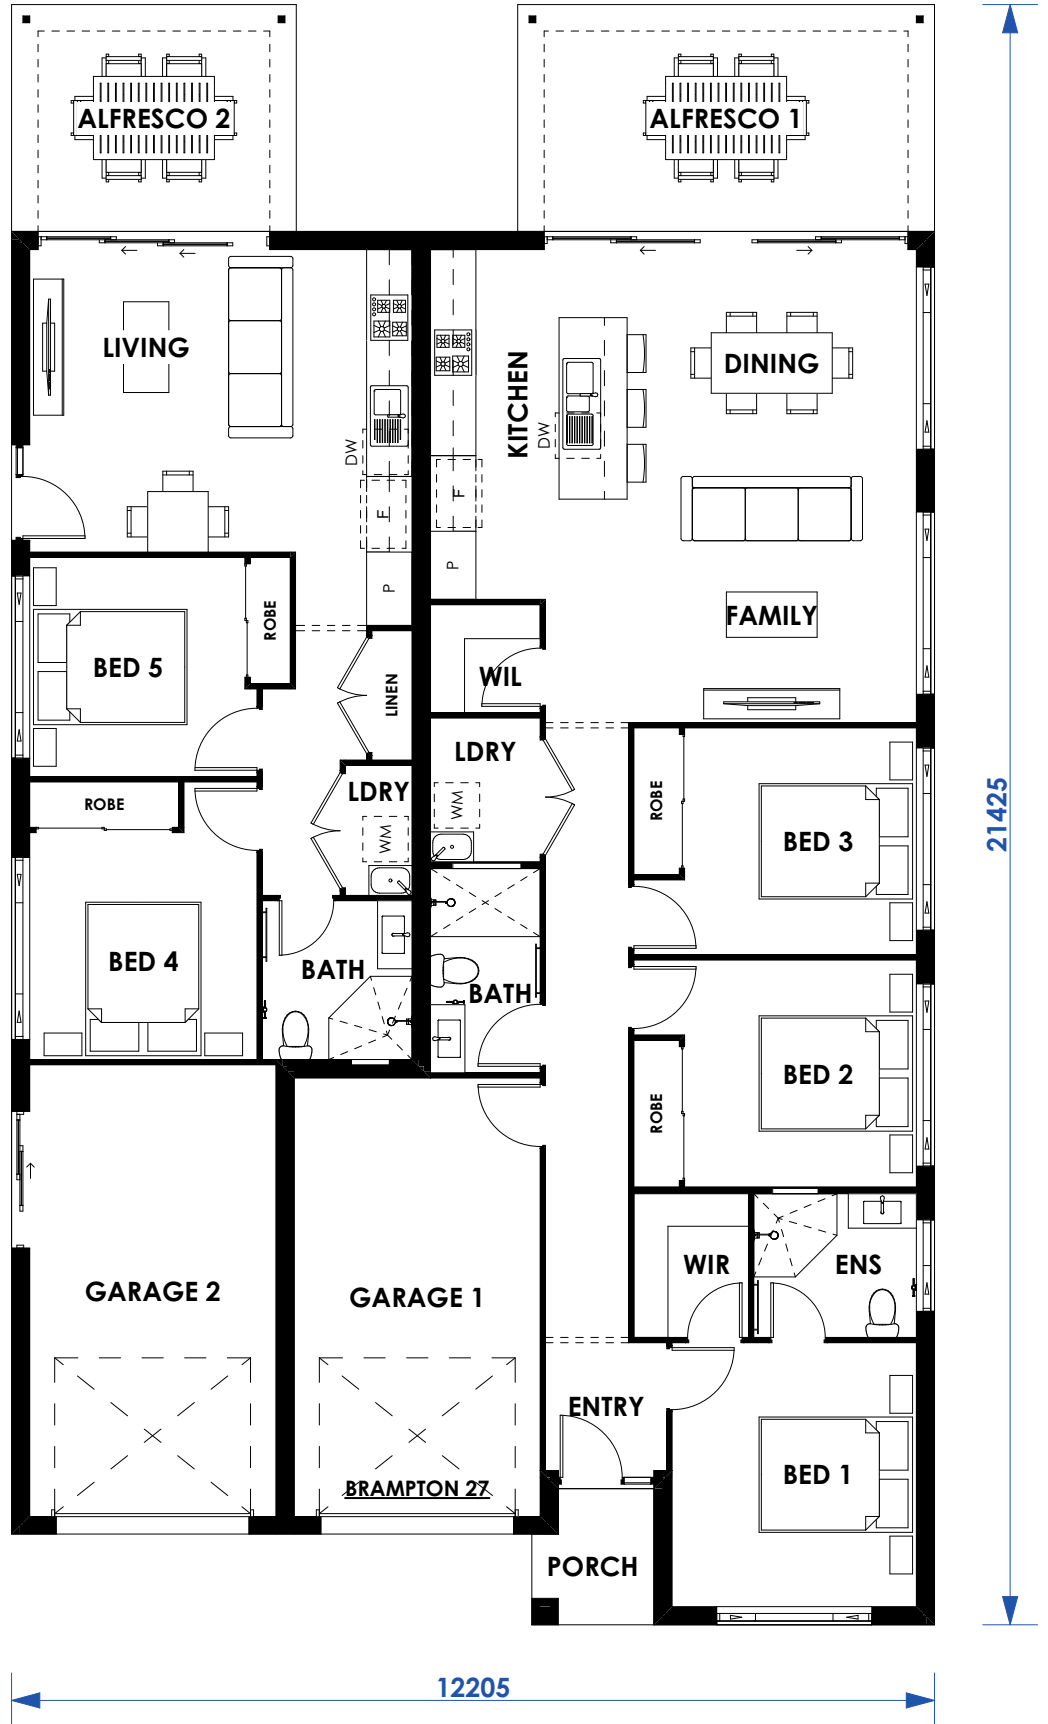 ALFRESCO 2
ALFRESCO 1
LIVING
KITCHEN
DINING
DW
DW
F
F
P
P
ROBE
FAMILY
BED 5
WIL
LINEN
LDRY
LDRY
WM
WM
ROBE
ROBE
BED 3
21425
BED 4
BATH
BATH
BED 2
ROBE
WIR
ENS
GARAGE 2
GARAGE 1
ENTRY
BED 1
BRAMPTON 27
PORCH
12205